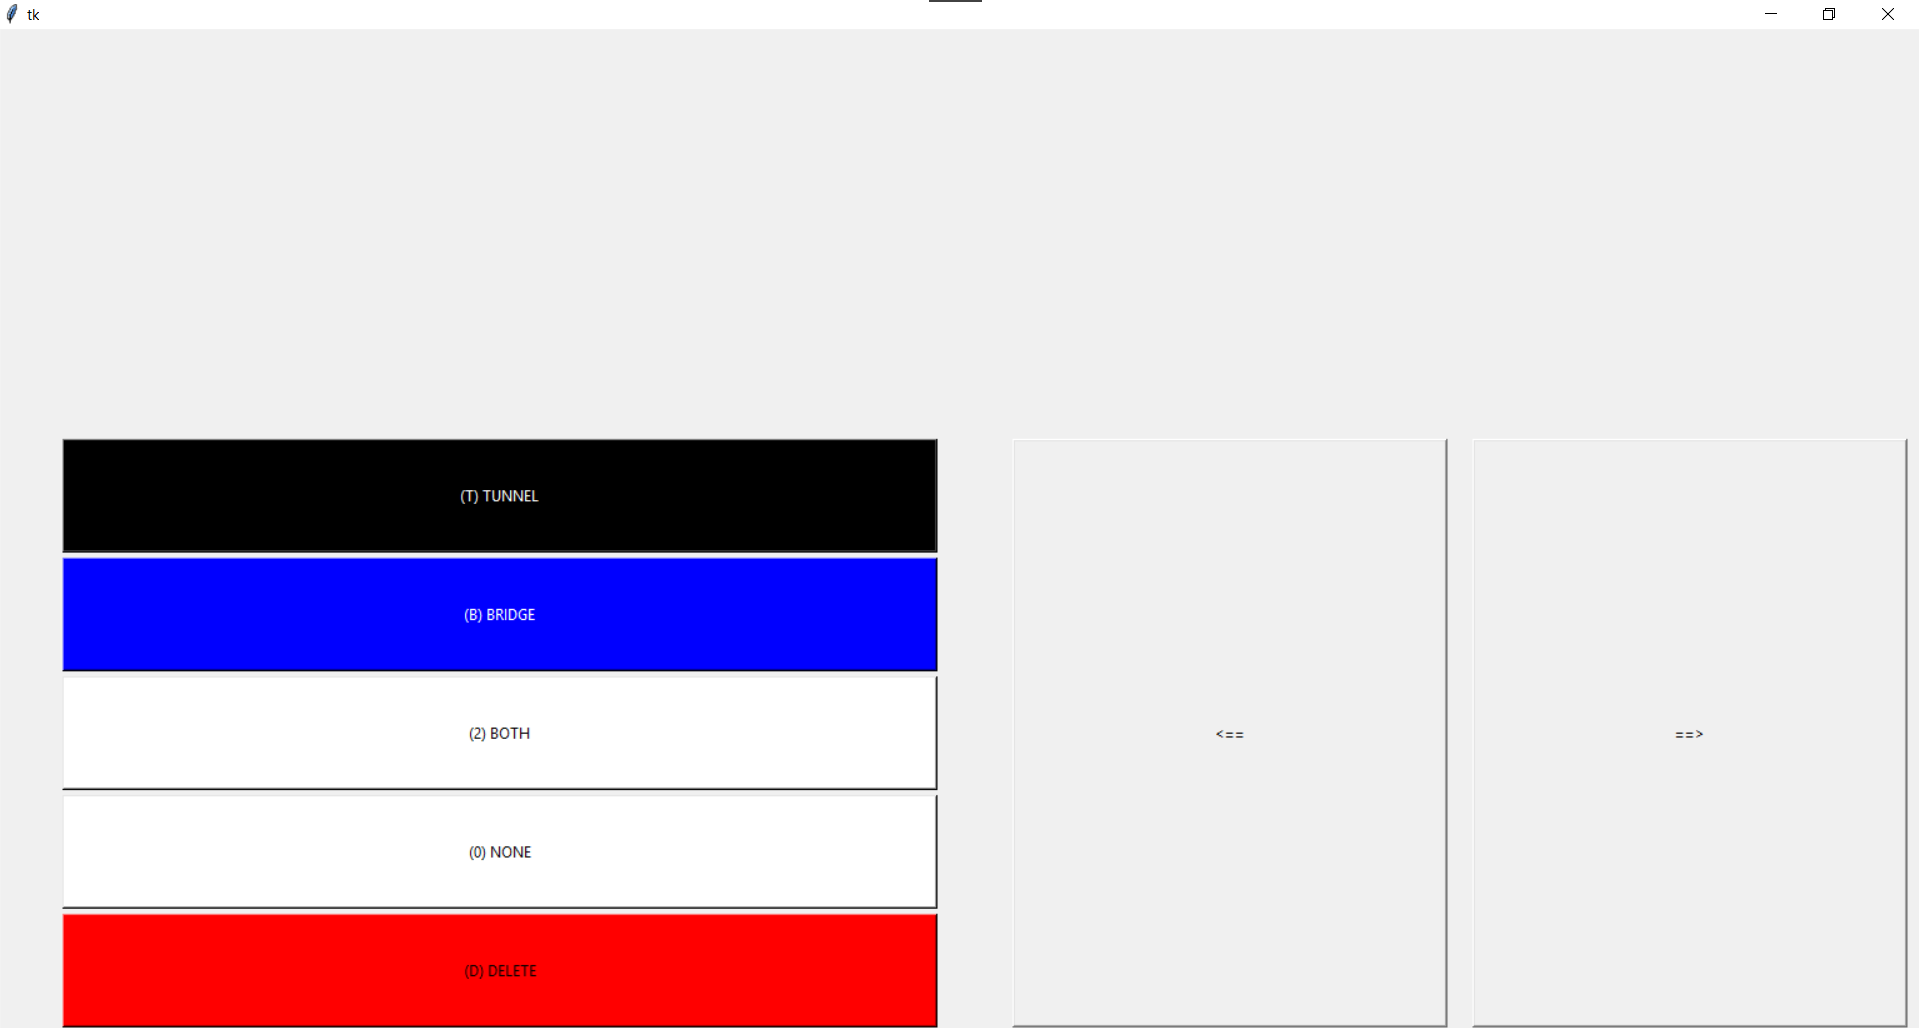 tk
(T) TUNNEL
(B) BRIDGE
(2) BOTH
(0) NONE
(D) DELETE
<==
==>